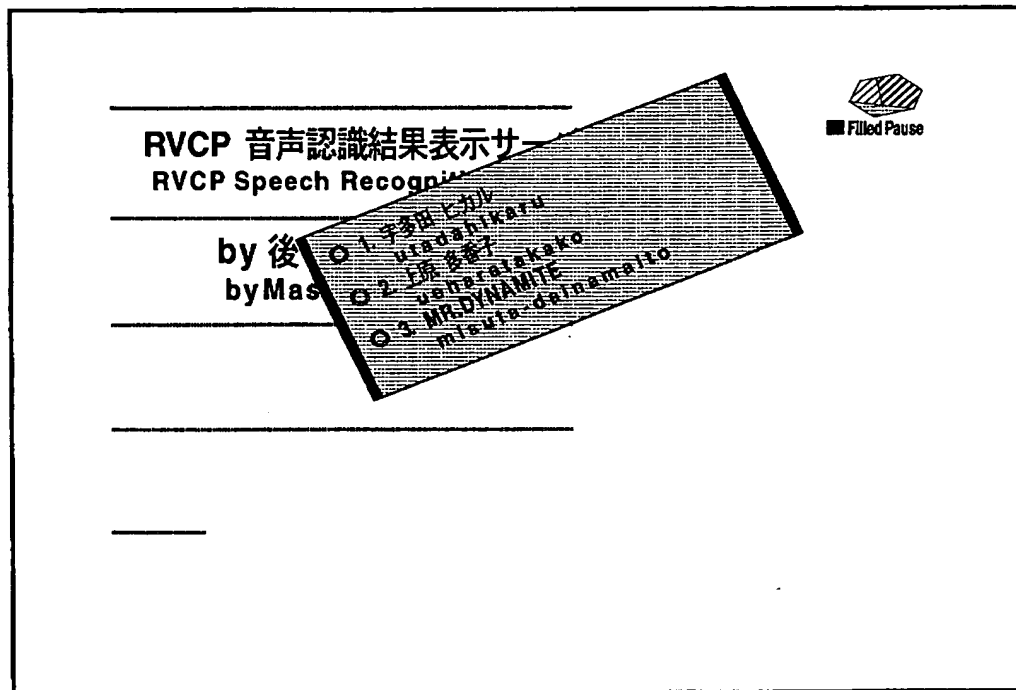 RVCP 音声認識結果表示サー
RVCP Speech Recogniti
by 後
byMas
Filled Pause
1. 宇多田 ヒカル
utadahikaru
2. 上原 多香子
ueharatakako
3. MR.DYNAMITE
misuta-dainamaito